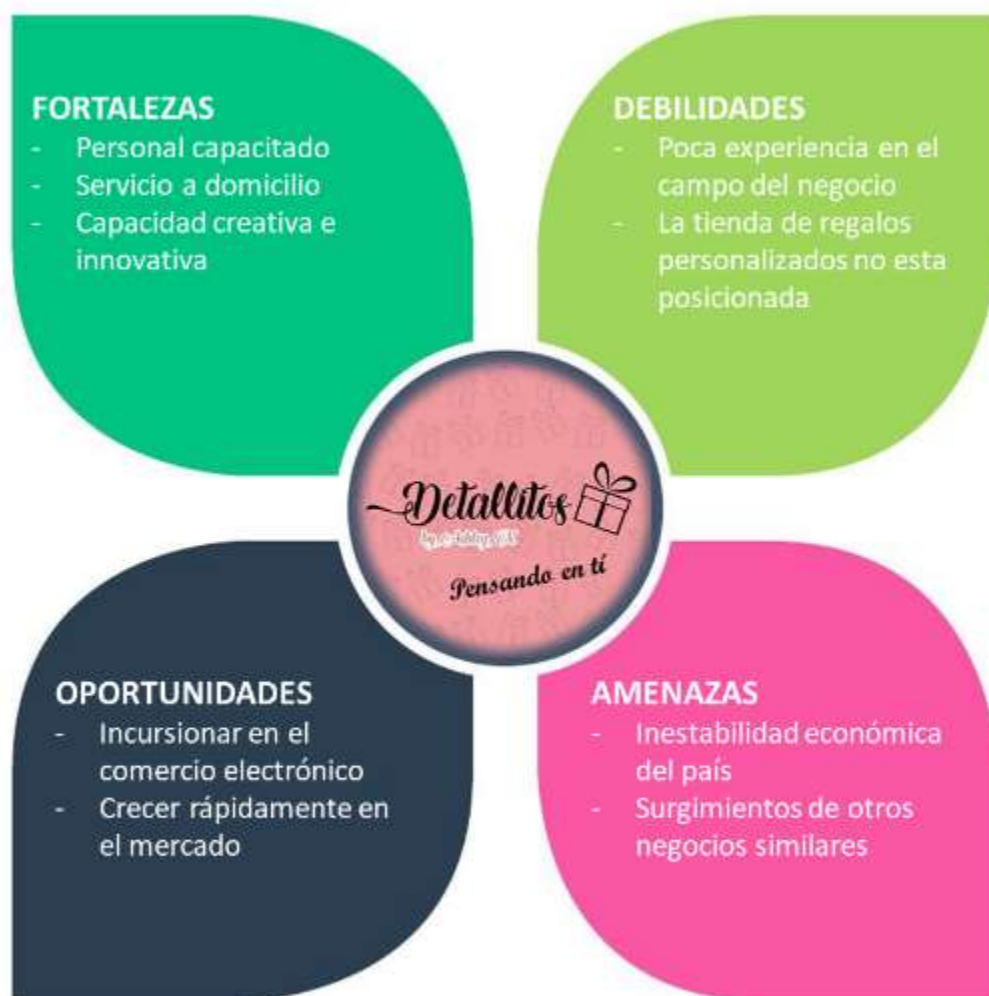 FORTALEZAS
- Personal capacitado
- Servicio a domicilio
- Capacidad creativa e
innovativa
DEBILIDADES
- Poca experiencia en el
campo del negocio
- La tienda de regalos
personalizados no esta
posicionada
Detallitos
by Ashley
Pensando en tí
OPORTUNIDADES
- Incursionar en el
comercio electrónico
- Crecer rápidamente en
el mercado
AMENAZAS
- Inestabilidad económica
del país
- Surgimientos de otros
negocios similares